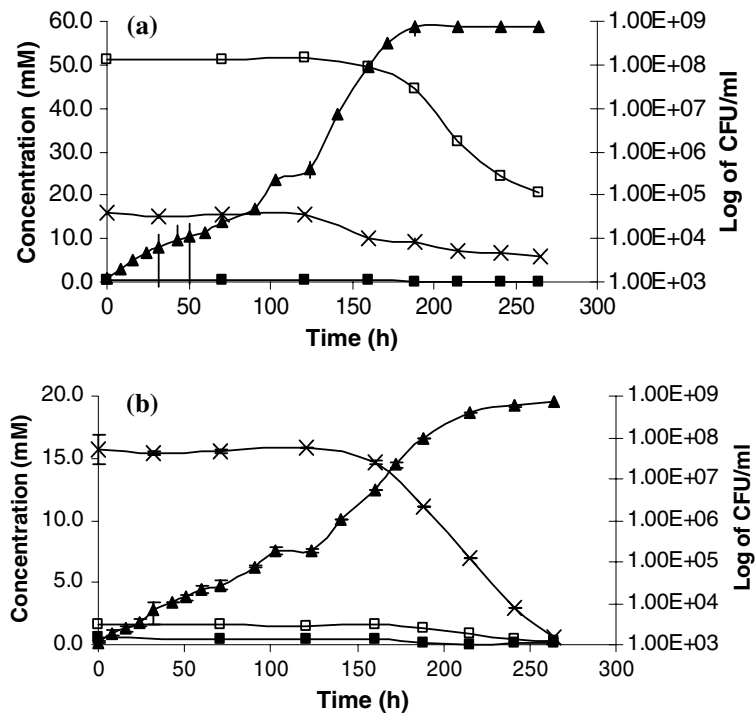 (a)
Concentration (mM)
60.0
50.0
40.0
30.0
20.0
10.0
0.0
1.00E+09
1.00E+08
1.00E+07
1.00E+06
1.00E+05
1.00E+04
1.00E+03
Log of CFU/ml
0 50 100 150 200 250 300
Time (h)
(b)
Concentration (mM)
20.0
15.0
10.0
5.0
0.0
1.00E+09
1.00E+08
1.00E+07
1.00E+06
1.00E+05
1.00E+04
1.00E+03
Log of CFU/ml
0 50 100 150 200 250 300
Time (h)